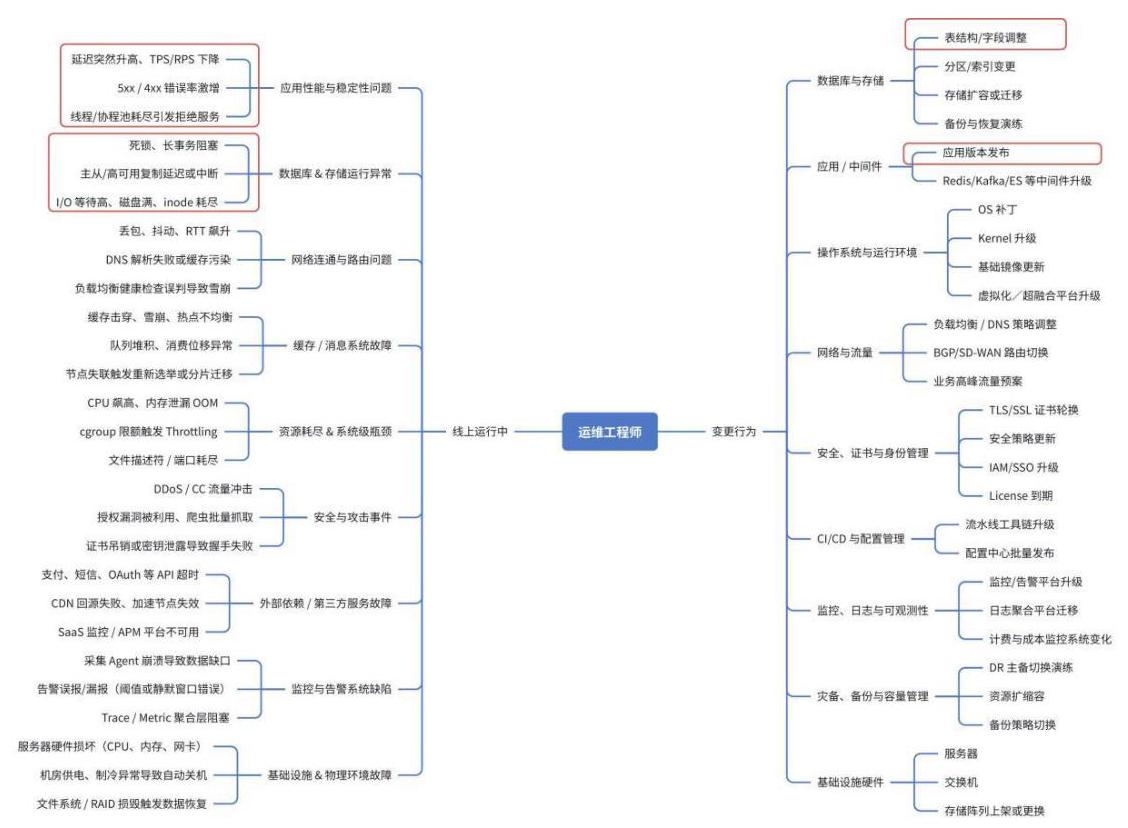 运维工程师
线上运行中
应用性能与稳定性问题
延迟突然升高、TPS/RPS 下降
5xx / 4xx 错误率激增
线程/协程池耗尽引发拒绝服务
数据库 & 存储运行异常
死锁、长事务阻塞
主从/高可用复制延迟或中断
I/O 等待高、磁盘满、inode 耗尽
网络连通与路由问题
丢包、抖动、RTT 飙升
DNS 解析失败或缓存污染
负载均衡健康检查误判导致雪崩
缓存 / 消息系统故障
缓存击穿、雪崩、热点不均衡
队列堆积、消费位移异常
节点失联触发重新选举或分片迁移
资源耗尽 & 系统级瓶颈
CPU 飙高、内存泄漏 OOM
cgroup 限额触发 Throttling
文件描述符 / 端口耗尽
安全与攻击事件
DDoS / CC 流量冲击
授权漏洞被利用、爬虫批量抓取
证书吊销或密钥泄露导致握手失败
外部依赖 / 第三方服务故障
支付、短信、OAuth 等 API 超时
CDN 回源失败、加速节点失效
SaaS 监控 / APM 平台不可用
监控与告警系统缺陷
采集 Agent 崩溃导致数据缺口
告警误报/漏报（阈值或静默窗口错误）
Trace / Metric 聚合层阻塞
基础设施 & 物理环境故障
服务器硬件损坏（CPU、内存、网卡）
机房供电、制冷异常导致自动关机
文件系统 / RAID 损毁触发数据恢复
变更行为
数据库与存储
表结构/字段调整
分区/索引变更
存储扩容或迁移
备份与恢复演练
应用 / 中间件
应用版本发布
Redis/Kafka/ES 等中间件升级
操作系统与运行环境
OS 补丁
Kernel 升级
基础镜像更新
虚拟化／超融合平台升级
网络与流量
负载均衡 / DNS 策略调整
BGP/SD-WAN 路由切换
业务高峰流量预案
安全、证书与身份管理
TLS/SSL 证书轮换
安全策略更新
IAM/SSO 升级
License 到期
CI/CD 与配置管理
流水线工具链升级
配置中心批量发布
监控、日志与可观测性
监控/告警平台升级
日志聚合平台迁移
计费与成本监控系统变化
灾备、备份与容量管理
DR 主备切换演练
资源扩缩容
备份策略切换
基础设施硬件
服务器
交换机
存储阵列上架或更换